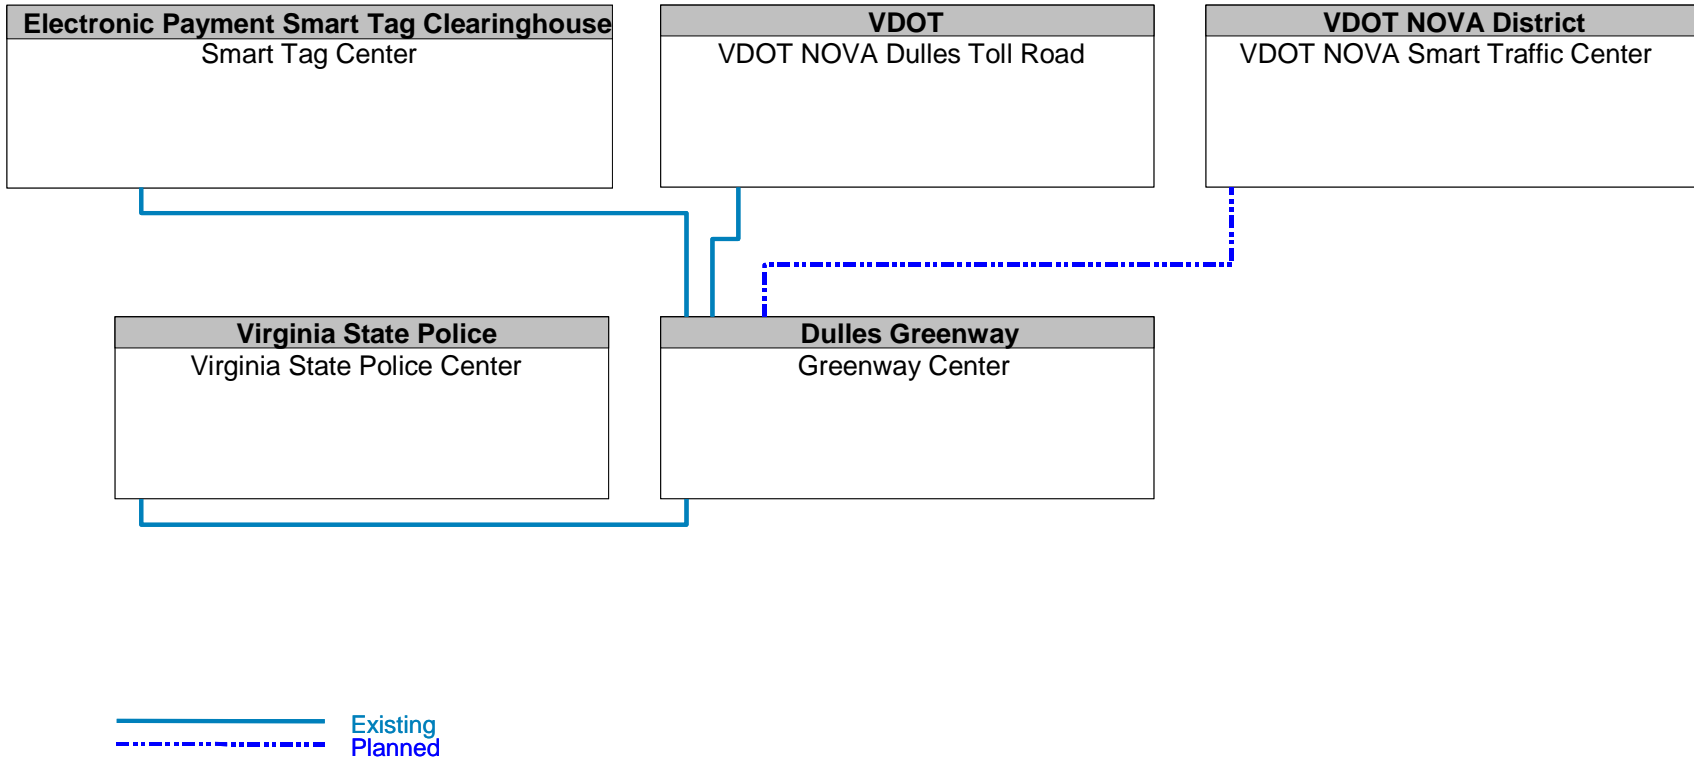 Electronic Payment Smart Tag Clearinghouse
Smart Tag Center
VDOT
VDOT NOVA Dulles Toll Road
VDOT NOVA District
VDOT NOVA Smart Traffic Center
Virginia State Police
Virginia State Police Center
Dulles Greenway
Greenway Center
Existing
Planned